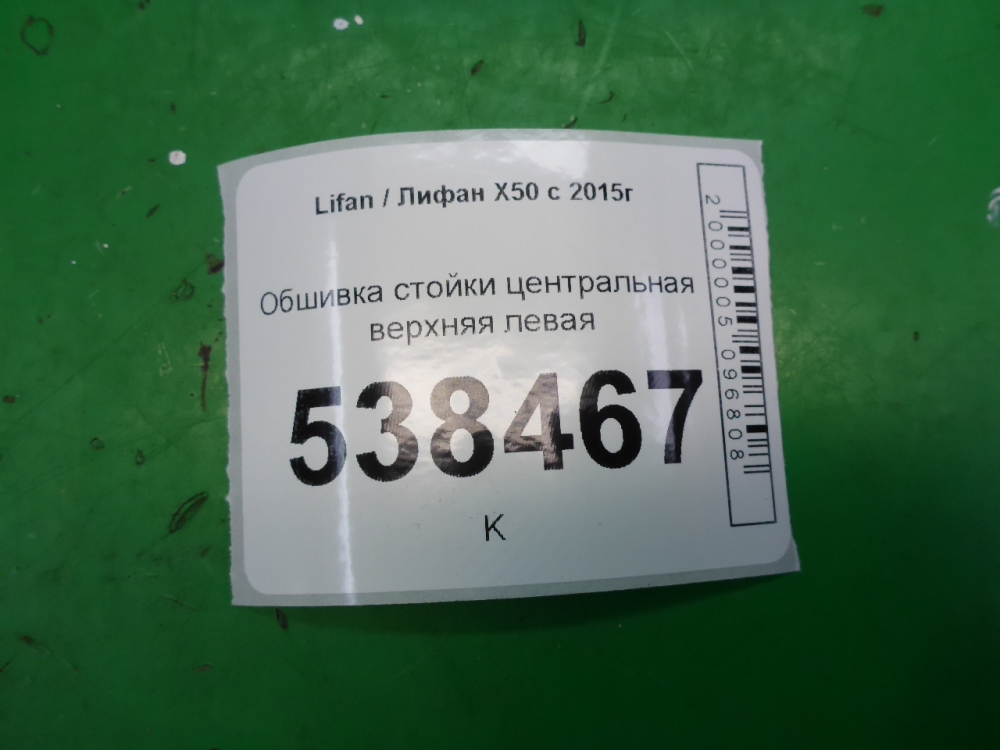 Lifan / Лифан X50 с 2015г
Обшивка стойки центральная
верхняя левая
538467
К
2000005096808